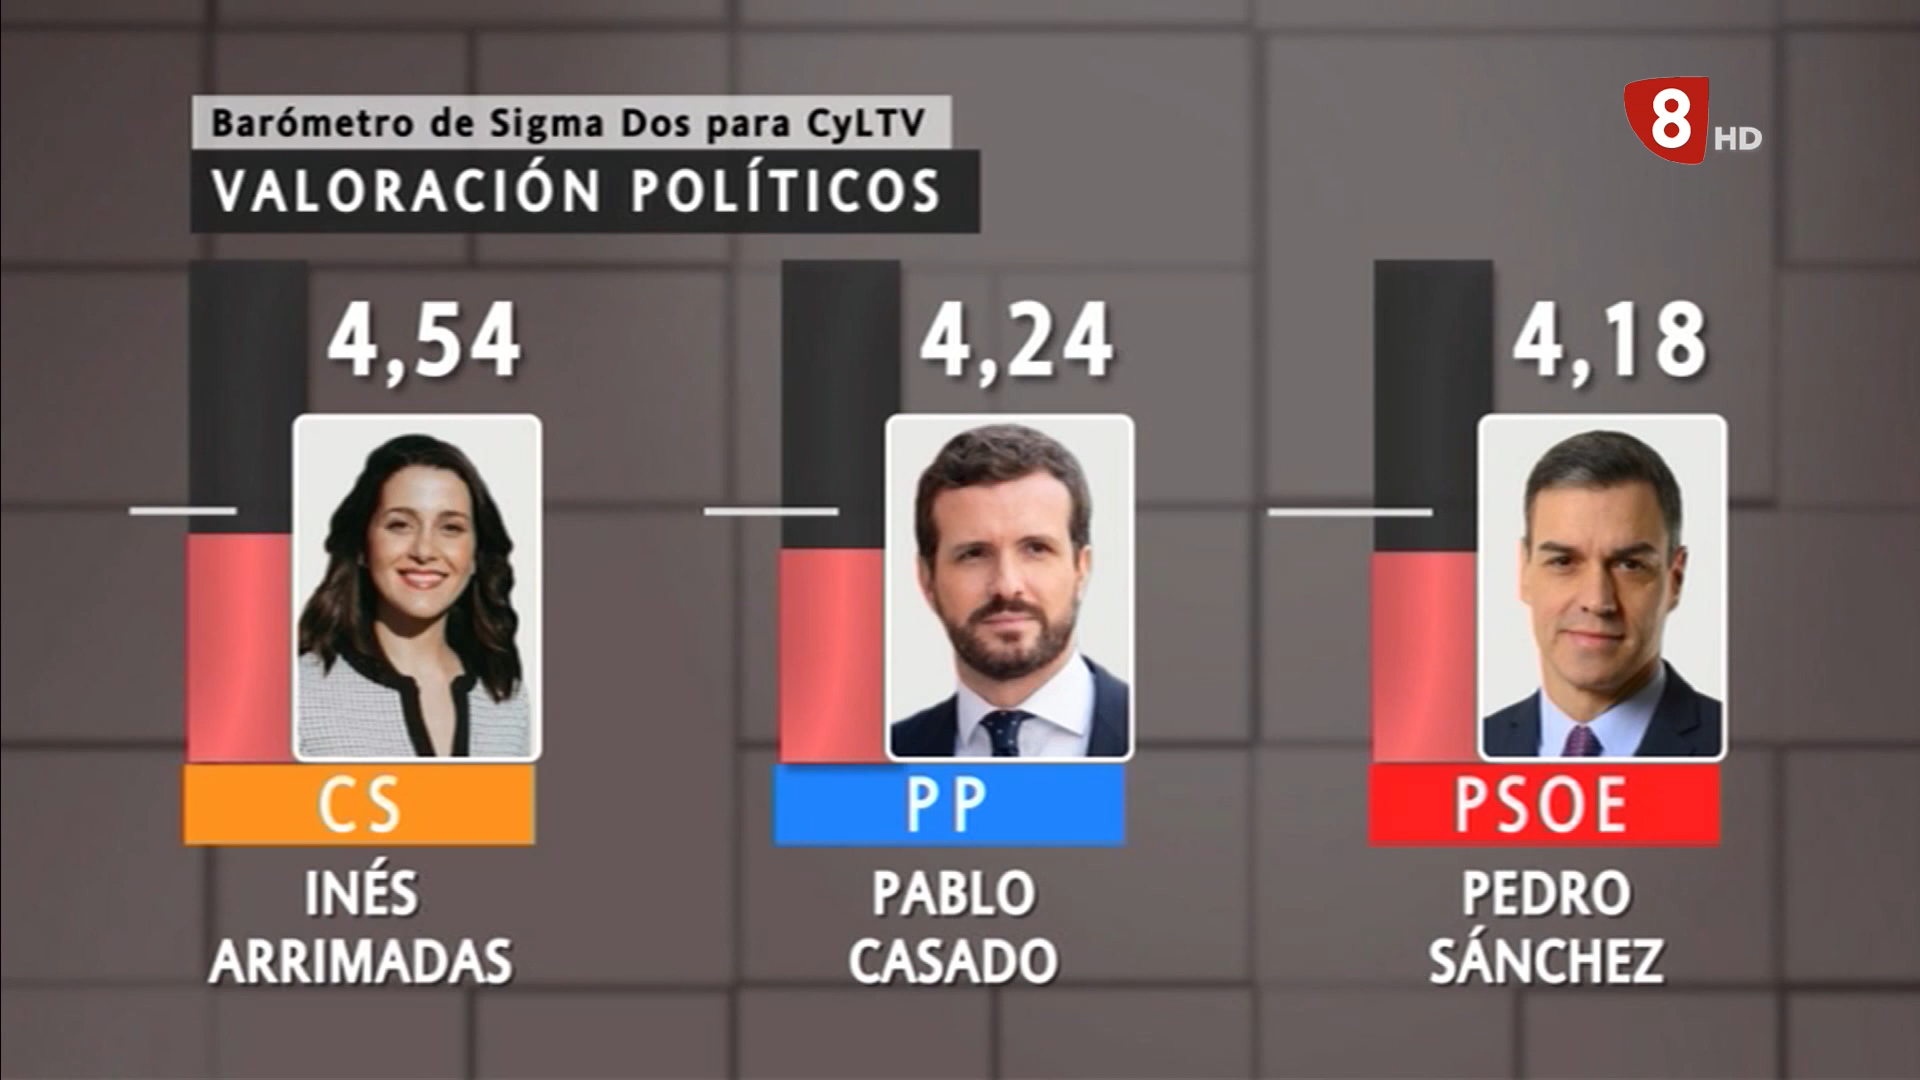 Barómetro de Sigma Dos para CyLTV
VALORACIÓN POLÍTICOS
8 HD
4,54
4,24
4,18
CS
PP
PSOE
INÉS
ARRIMADAS
PABLO
CASADO
PEDRO
SÁNCHEZ